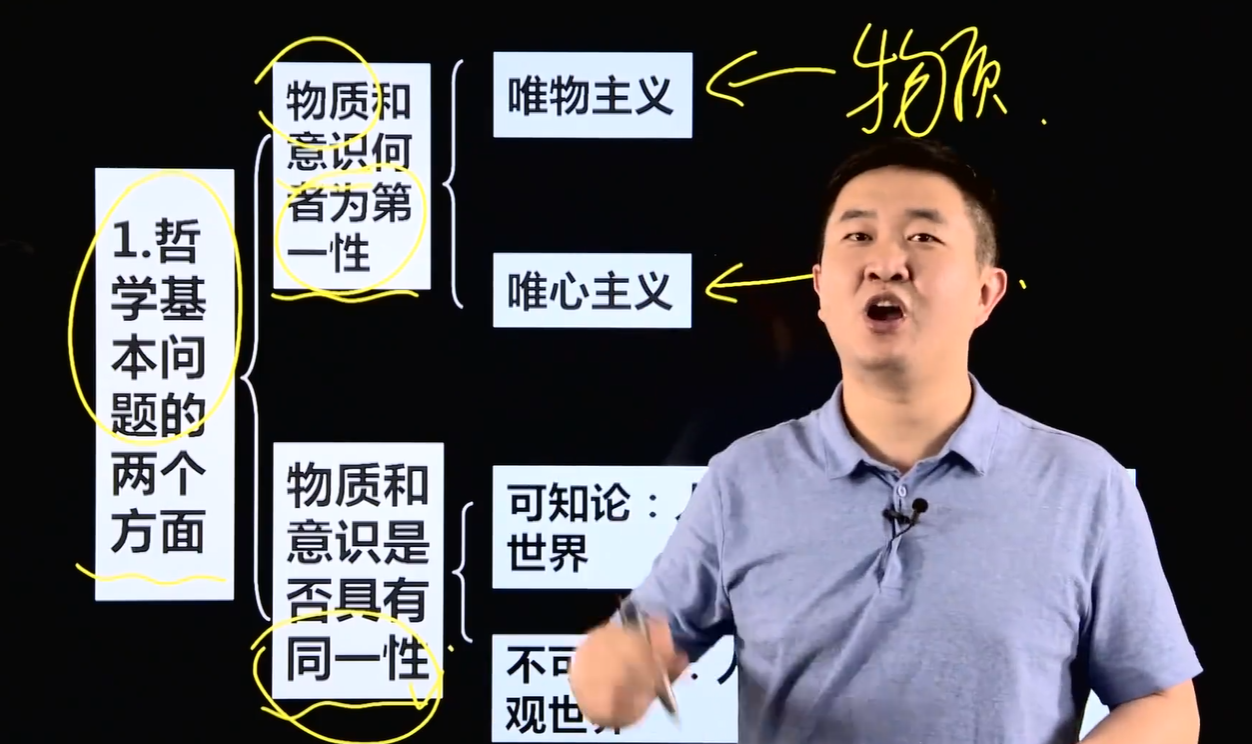 1.哲
学基
本问
题的
两个
方面
物质和
意识何
者为第
一性
唯物主义
物质
唯心主义
物质和
意识是
否具有
同一性
可知论：
世界
不可
观世界